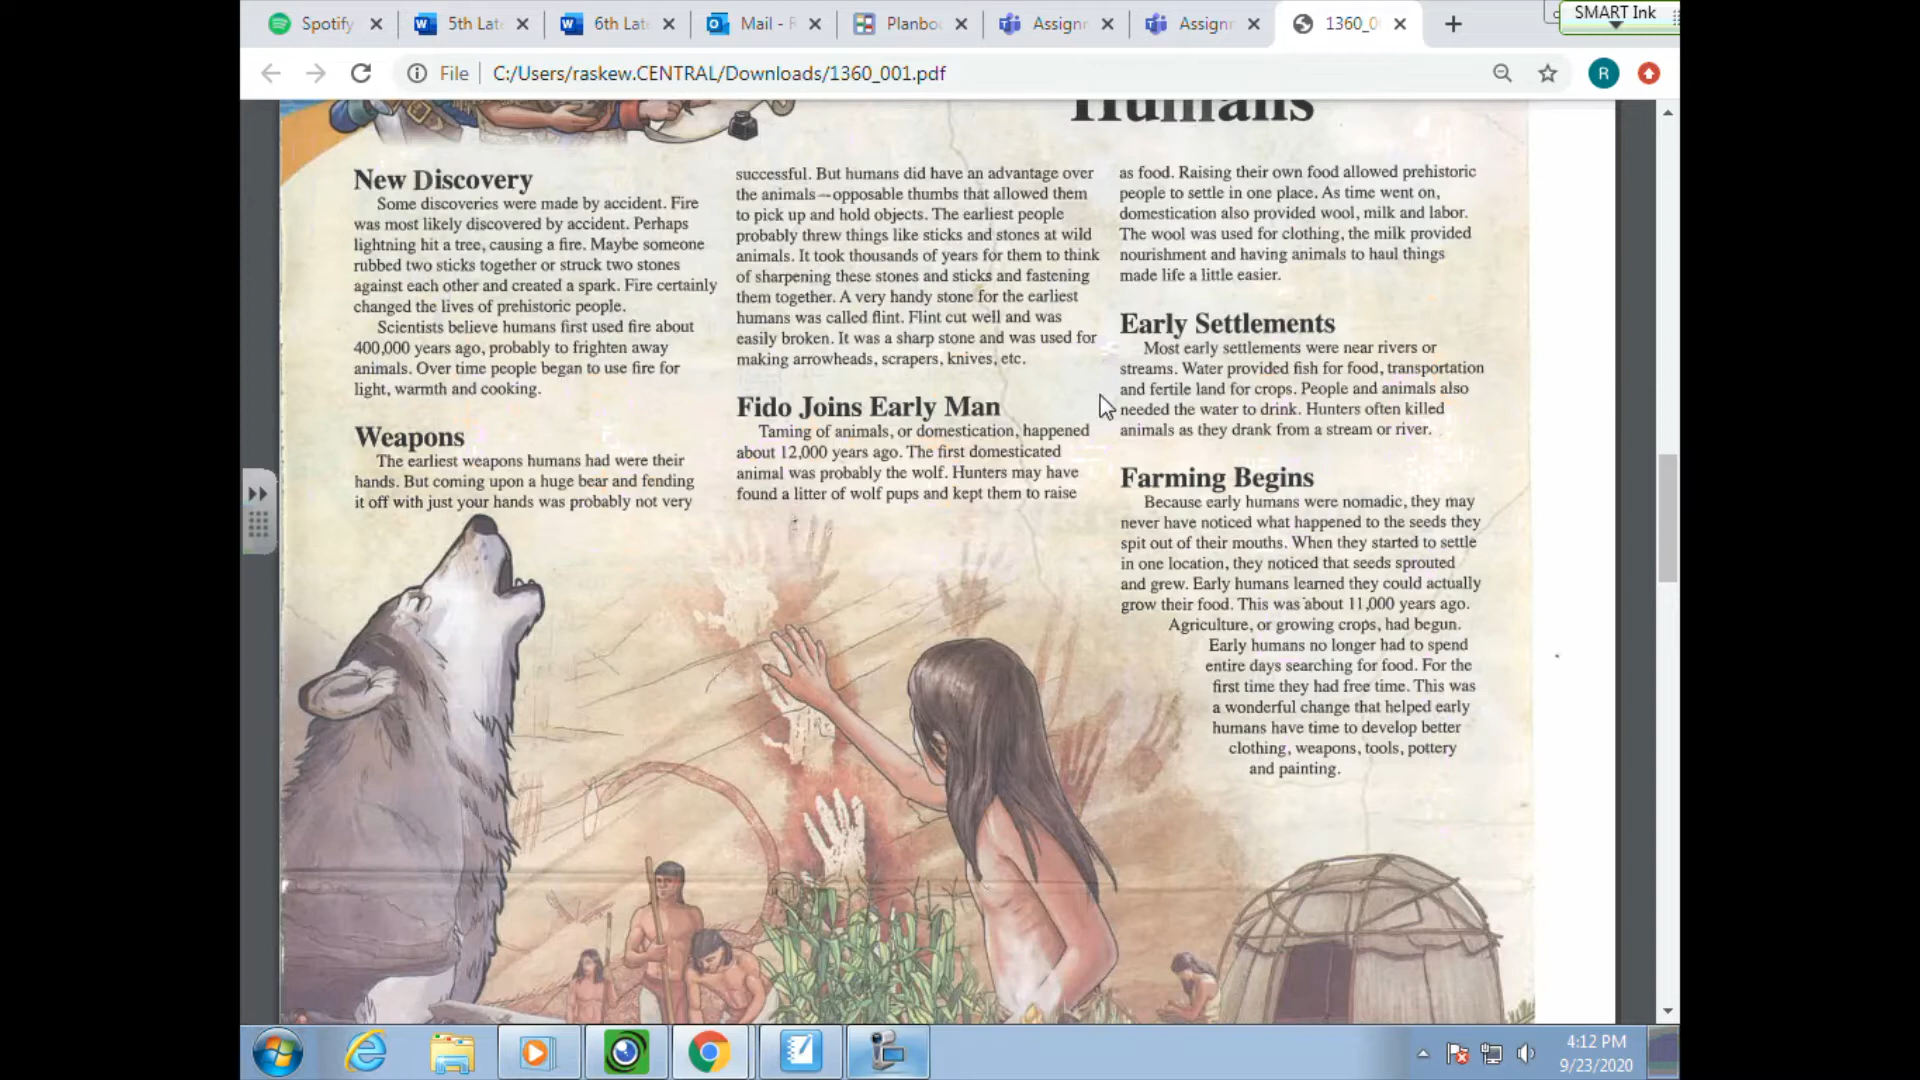 Spotify
5th Late
6th Late
Mail - R
Planbo
Assignr
Assignr
1360_0
SMART Ink
File
C:/Users/raskew.CENTRAL/Downloads/1360_001.pdf
R
Humans
New Discovery
Some discoveries were made by accident. Fire
was most likely discovered by accident. Perhaps
lightning hit a tree, causing a fire. Maybe someone
rubbed two sticks together or struck two stones
against each other and created a spark. Fire certainly
changed the lives of prehistoric people.
Scientists believe humans first used fire about
400,000 years ago, probably to frighten away
animals. Over time people began to use fire for
light, warmth and cooking.
Weapons
The earliest weapons humans had were their
hands. But coming upon a huge bear and fending
it off with just your hands was probably not very
successful. But humans did have an advantage over
the animals—opposable thumbs that allowed them
to pick up and hold objects. The earliest people
probably threw things like sticks and stones at wild
animals. It took thousands of years for them to think
of sharpening these stones and sticks and fastening
them together. A very handy stone for the earliest
humans was called flint. Flint cut well and was
easily broken. It was a sharp stone and was used for
making arrowheads, scrapers, knives, etc.
Fido Joins Early Man
Taming of animals, or domestication, happened
about 12,000 years ago. The first domesticated
animal was probably the wolf. Hunters may have
found a litter of wolf pups and kept them to raise
as food. Raising their own food allowed prehistoric
people to settle in one place. As time went on,
domestication also provided wool, milk and labor.
The wool was used for clothing, the milk provided
nourishment and having animals to haul things
made life a little easier.
Early Settlements
Most early settlements were near rivers or
streams. Water provided fish for food, transportation
and fertile land for crops. People and animals also
needed the water to drink. Hunters often killed
animals as they drank from a stream or river.
Farming Begins
Because early humans were nomadic, they may
never have noticed what happened to the seeds they
spit out of their mouths. When they started to settle
in one location, they noticed that seeds sprouted
and grew. Early humans learned they could actually
grow their food. This was about 11,000 years ago.
Agriculture, or growing crops, had begun.
Early humans no longer had to spend
entire days searching for food. For the
first time they had free time. This was
a wonderful change that helped early
humans have time to develop better
clothing, weapons, tools, pottery
and painting.
4:12 PM
9/23/2020